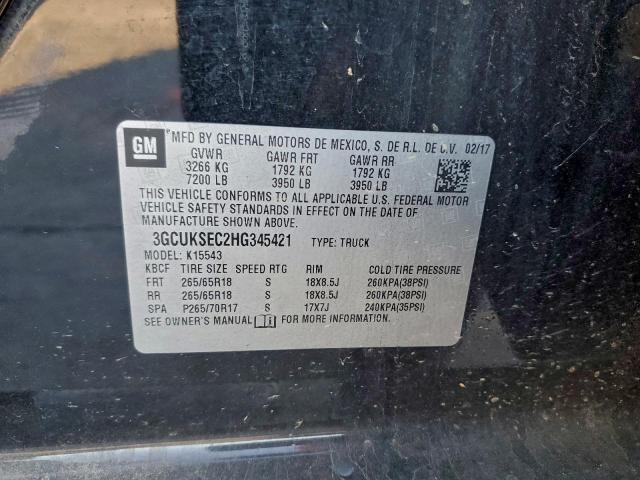 GM
MFD BY GENERAL MOTORS DE MEXICO, S. DE R.L. DE C.V. 02/17
GVWR GAWR FRT GAWR RR
3266 KG 1792 KG 1792 KG
7200 LB 3950 LB 3950 LB
THIS VEHICLE CONFORMS TO ALL APPLICABLE U.S. FEDERAL MOTOR
VEHICLE SAFETY STANDARDS IN EFFECT ON THE DATE OF
MANUFACTURE SHOWN ABOVE.
3GCUKSEC2HG345421 TYPE: TRUCK
MODEL: K15543
KBCF TIRE SIZE SPEED RTG RIM COLD TIRE PRESSURE
FRT 265/65R18 S 18X8.5J 260KPA(38PSI)
RR 265/65R18 S 18X8.5J 260KPA(38PSI)
SPA P265/70R17 S 17X7J 240KPA(35PSI)
SEE OWNER'S MANUAL FOR MORE INFORMATION.